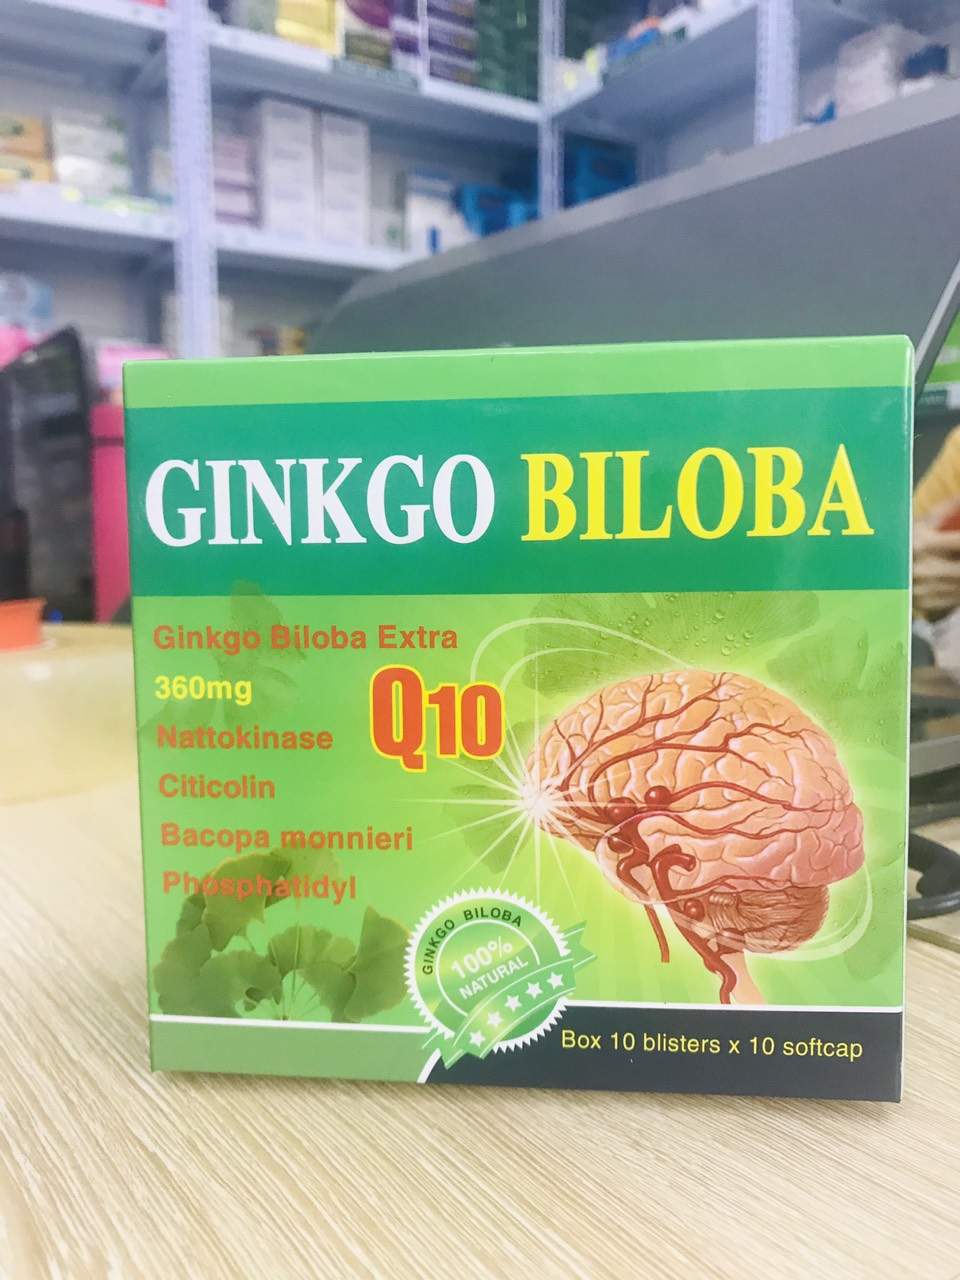 GINKGO BILOBA
Ginkgo Biloba Extra
360mg
Q10
Nattokinase
Citicolin
Bacopa monnieri
Phosphatidyl
GINKGO BILOBA
100%
NATURAL
Box 10 blisters x 10 softcap